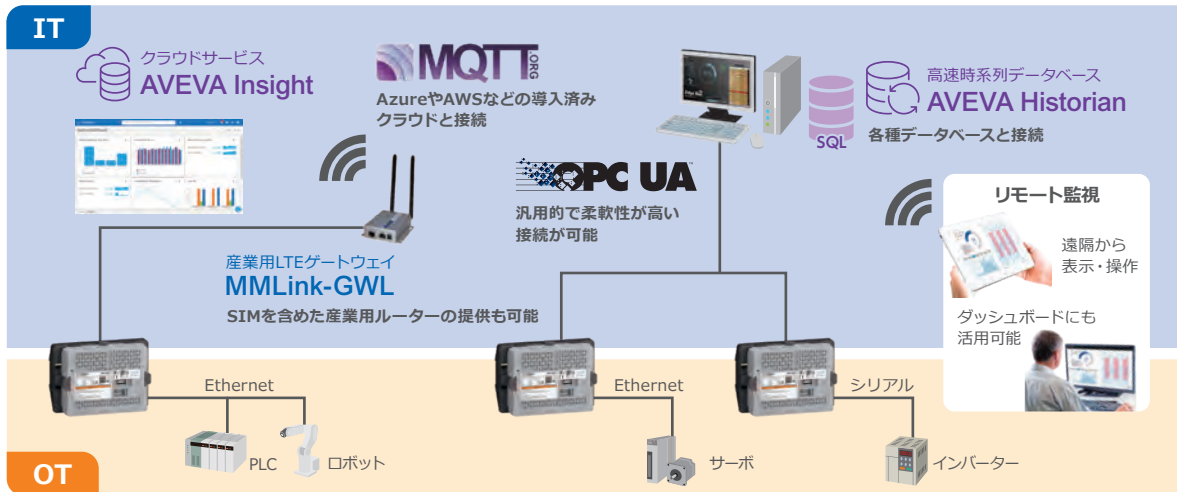 IT
クラウドサービス
AVEVA Insight
MQTT.ORG
AzureやAWSなどの導入済み
クラウドと接続
SQL
高速時系列データベース
AVEVA Historian
各種データベースと接続
OPC UA
汎用的で柔軟性が高い
接続が可能
産業用LTEゲートウェイ
MMLink-GWL
SIMを含めた産業用ルーターの提供も可能
リモート監視
遠隔から
表示・操作
ダッシュボードにも
活用可能
Ethernet
PLC
ロボット
Ethernet
サーボ
シリアル
インバーター
OT